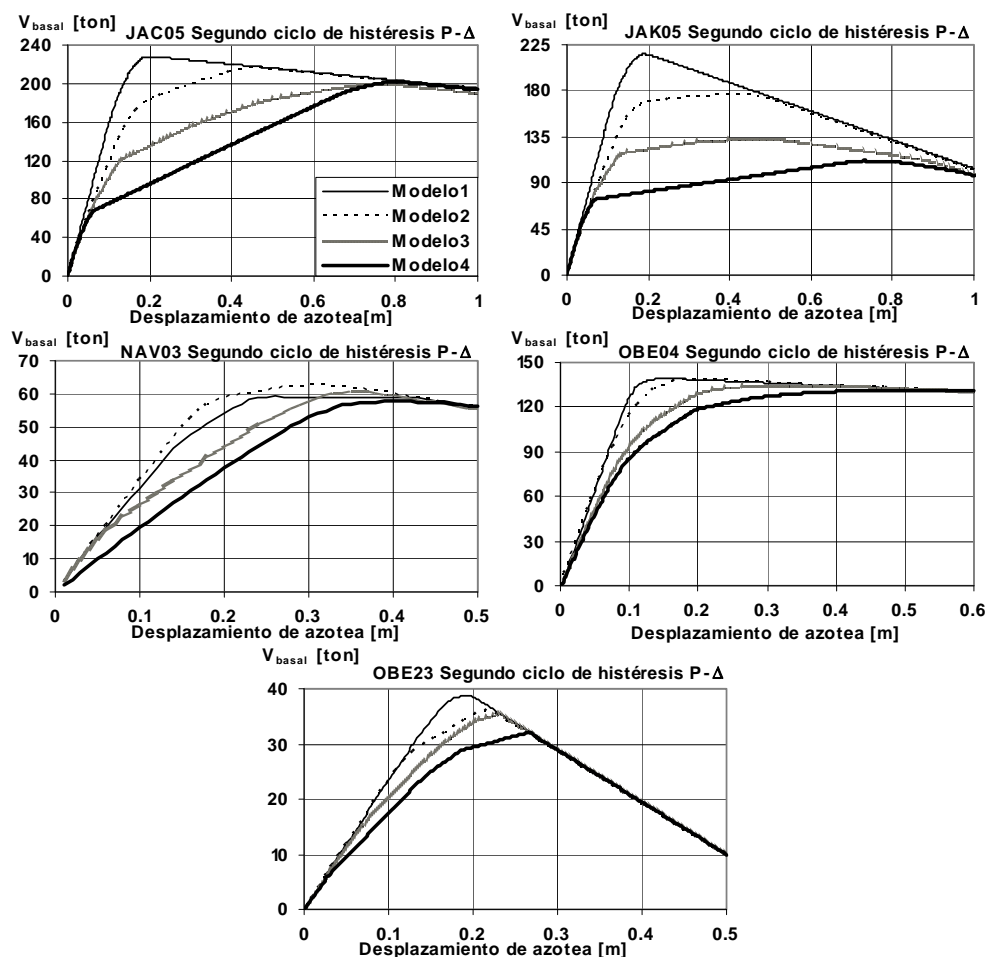 V basal [ton]
JAC05 Segundo ciclo de histéresis P-Δ
240
200
160
120
80
40
0
0 0.2 0.4 0.6 0.8 1
Desplazamiento de azotea[m]
Modelo1
Modelo2
Modelo3
Modelo4
V basal [ton]
JAK05 Segundo ciclo de histéresis P-Δ
225
180
135
90
45
0
0 0.2 0.4 0.6 0.8 1
Desplazamiento de azotea[m]
V basal [ton]
NAV03 Segundo ciclo de histéresis P-Δ
70
60
50
40
30
20
10
0
0 0.1 0.2 0.3 0.4 0.5
Desplazamiento de azotea [m]
V basal [ton]
OBE04 Segundo ciclo de histéresis P-Δ
150
120
90
60
30
0
0 0.1 0.2 0.3 0.4 0.5 0.6
Desplazamiento de azotea [m]
V basal [ton]
OBE23 Segundo ciclo de histéresis P-Δ
40
30
20
10
0
0 0.1 0.2 0.3 0.4 0.5
Desplazamiento de azotea [m]